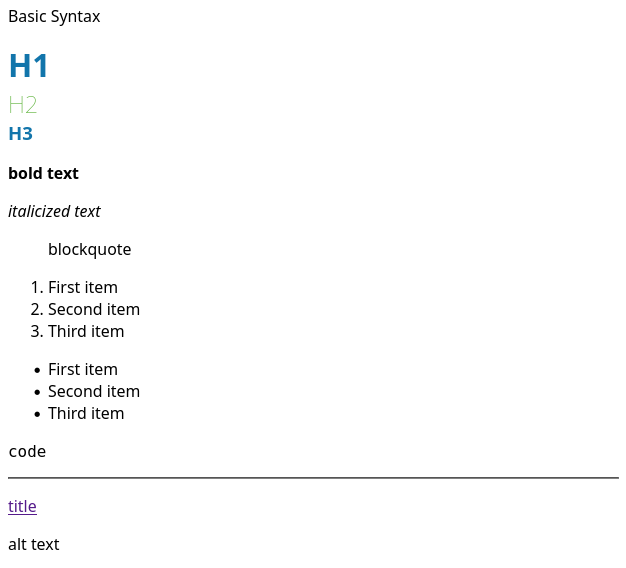 Basic Syntax
H1
H2
H3
bold text
italicized text
blockquote
1. First item
2. Second item
3. Third item
• First item
• Second item
• Third item
code
title
alt text